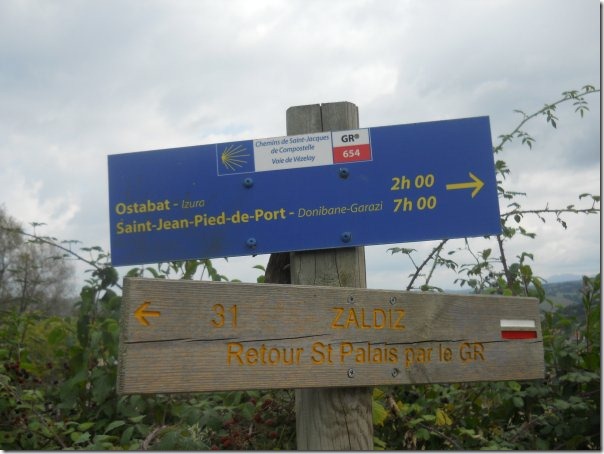 Chemins de Saint-Jacques
de Compostelle
Voie de Vézelay
GR®
654
Ostabat - Izura 2h 00
Saint-Jean-Pied-de-Port - Donibane-Garazi 7h 00
31 ZALDIZ
Retour St Palais par le GR